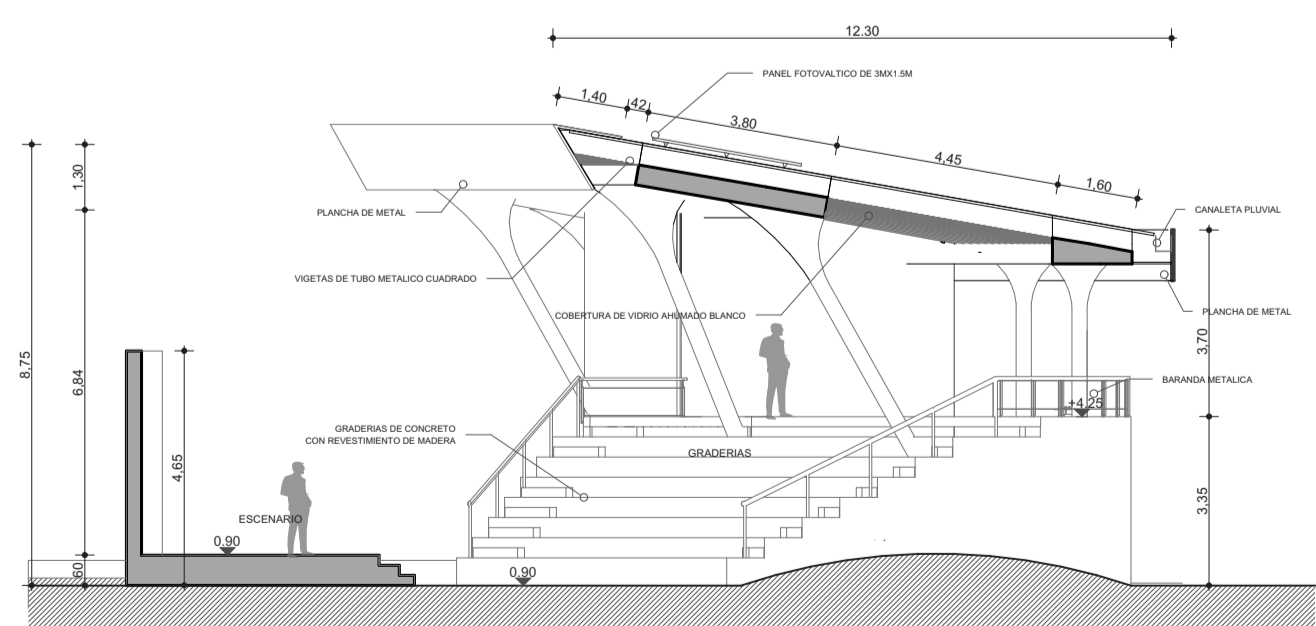 12.30
PANEL FOTOVALTICO DE 3MX1.5M
1,40
42
3,80
4,45
1,60
1,30
PLANCHA DE METAL
CANALETA PLUVIAL
VIGETAS DE TUBO METALICO CUADRADO
COBERTURA DE VIDRIO AHUMADO BLANCO
PLANCHA DE METAL
8,75
6,84
3,70
BARANDA METALICA
+4.25
GRADERIAS DE CONCRETO
CON REVESTIMIENTO DE MADERA
GRADERIAS
4,65
3,35
ESCENARIO
0.90
60
0.90